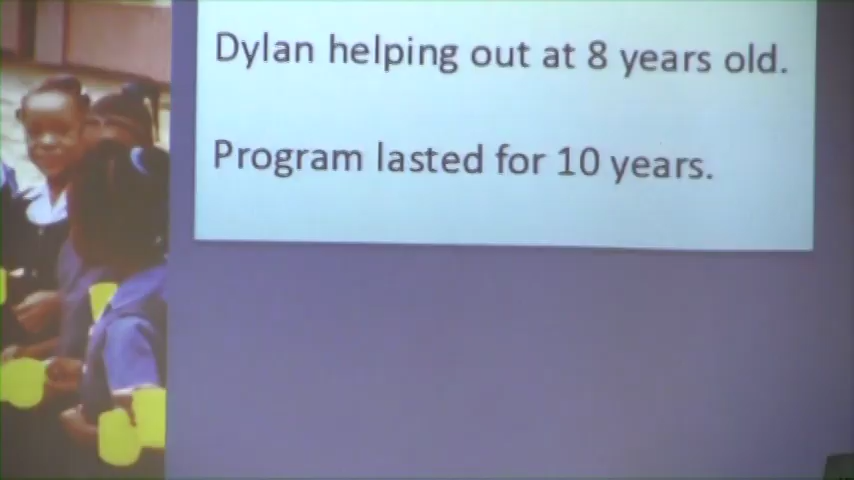 Dylan helping out at 8 years old.
Program lasted for 10 years.